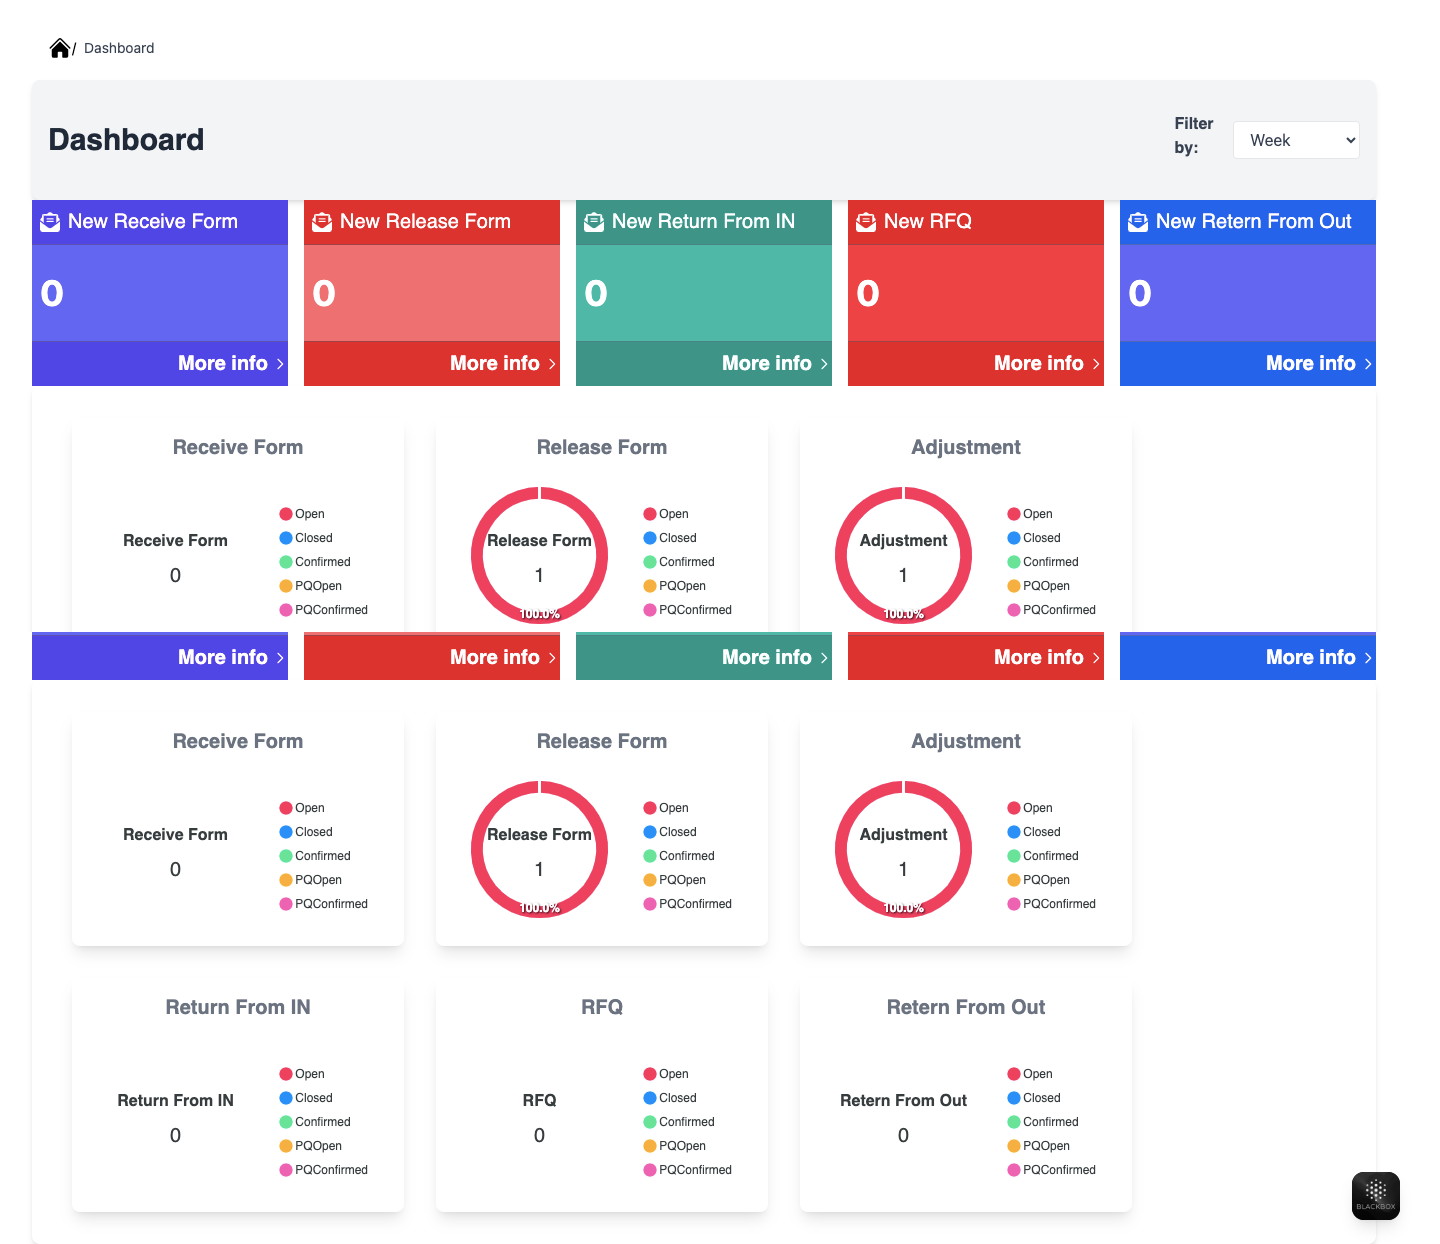 / Dashboard
Dashboard
Filter by:
Week
New Receive Form
New Release Form
New Return From IN
New RFQ
New Retern From Out
0
0
0
0
0
More info
More info
More info
More info
More info
Receive Form
Release Form
Adjustment
Receive Form
0
Open
Closed
Confirmed
PQOpen
PQConfirmed
Release Form
1
100.0%
Open
Closed
Confirmed
PQOpen
PQConfirmed
Adjustment
1
100.0%
Open
Closed
Confirmed
PQOpen
PQConfirmed
More info
More info
More info
More info
More info
Receive Form
Release Form
Adjustment
Receive Form
0
Open
Closed
Confirmed
PQOpen
PQConfirmed
Release Form
1
100.0%
Open
Closed
Confirmed
PQOpen
PQConfirmed
Adjustment
1
100.0%
Open
Closed
Confirmed
PQOpen
PQConfirmed
Return From IN
RFQ
Retern From Out
Return From IN
0
Open
Closed
Confirmed
PQOpen
PQConfirmed
RFQ
0
Open
Closed
Confirmed
PQOpen
PQConfirmed
Retern From Out
0
Open
Closed
Confirmed
PQOpen
PQConfirmed
BLACKBOX